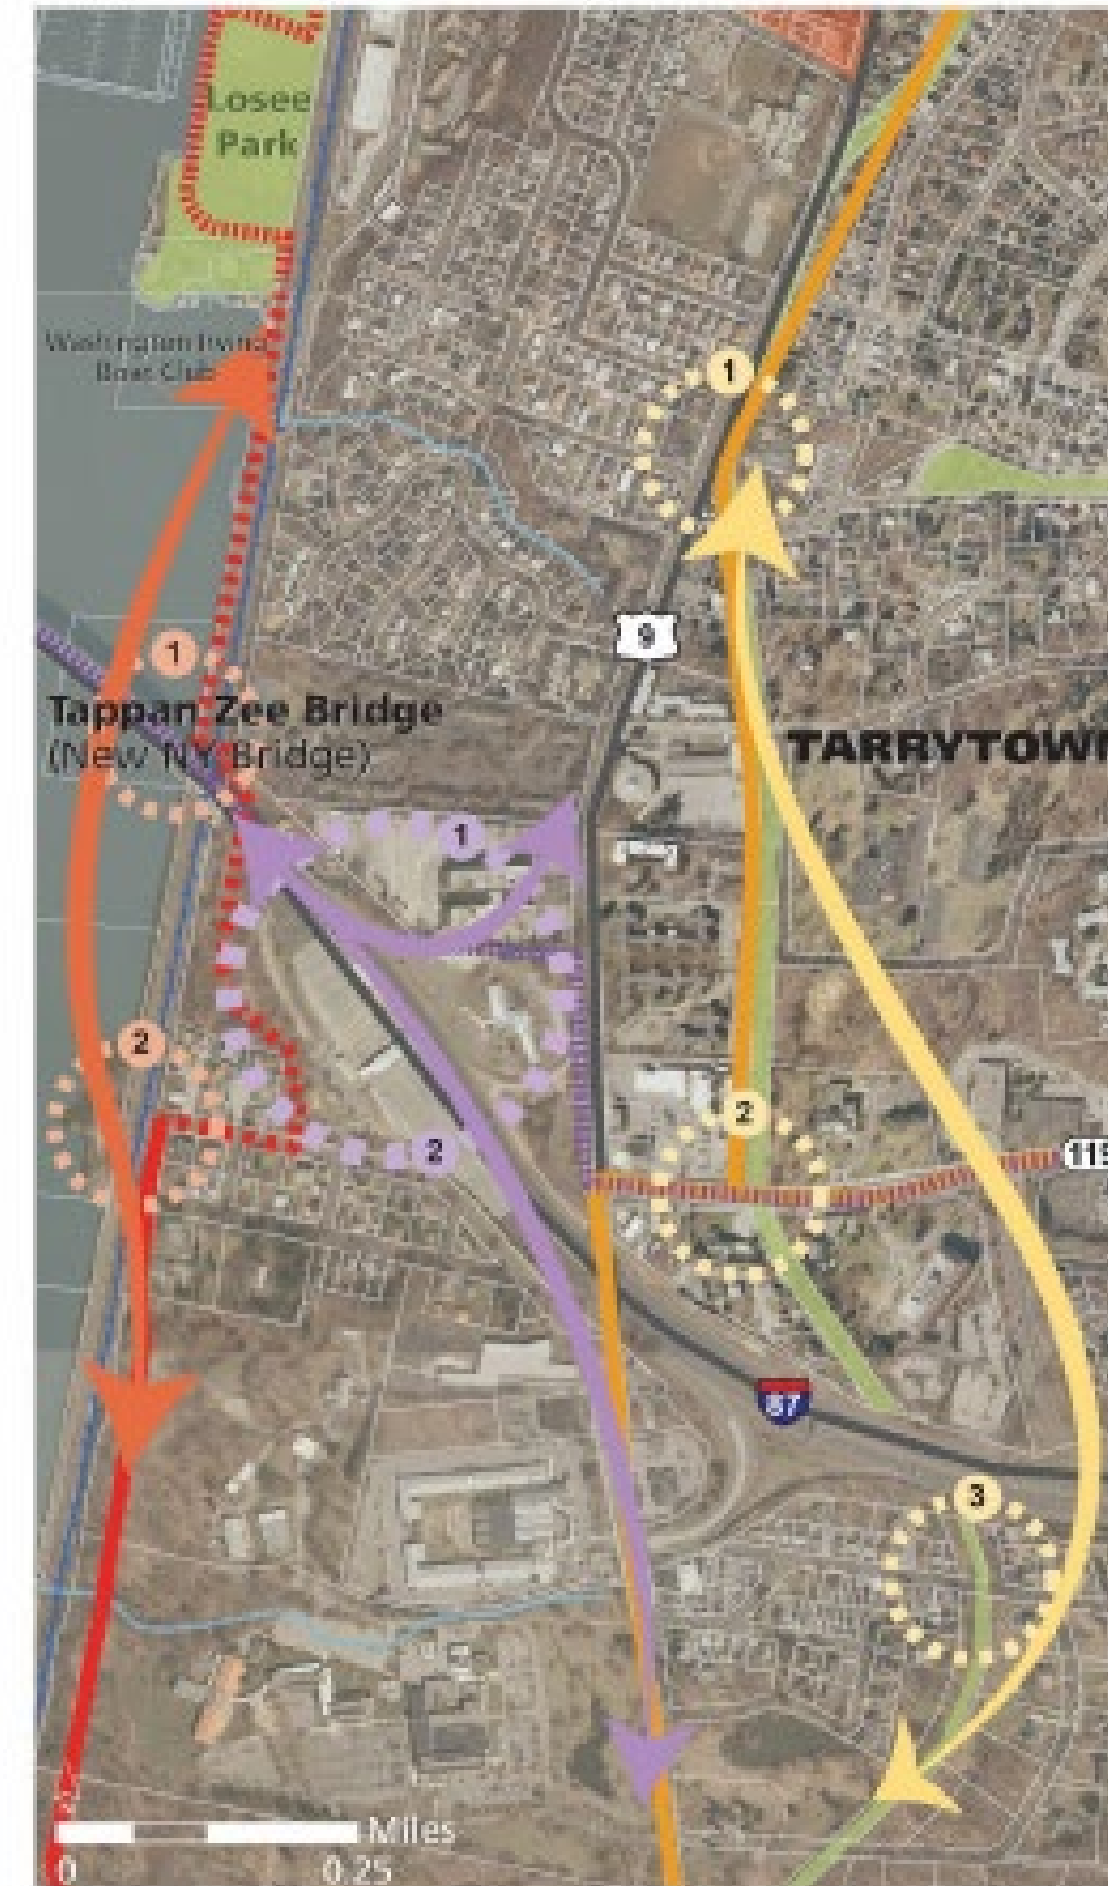 Losee
Park
Washington Irving
Boat Club
1
9
1
Tappan Zee Bridge
(New NY Bridge)
TARRYTOWN
1
2
2
2
115
87
3
Miles
0
0.25